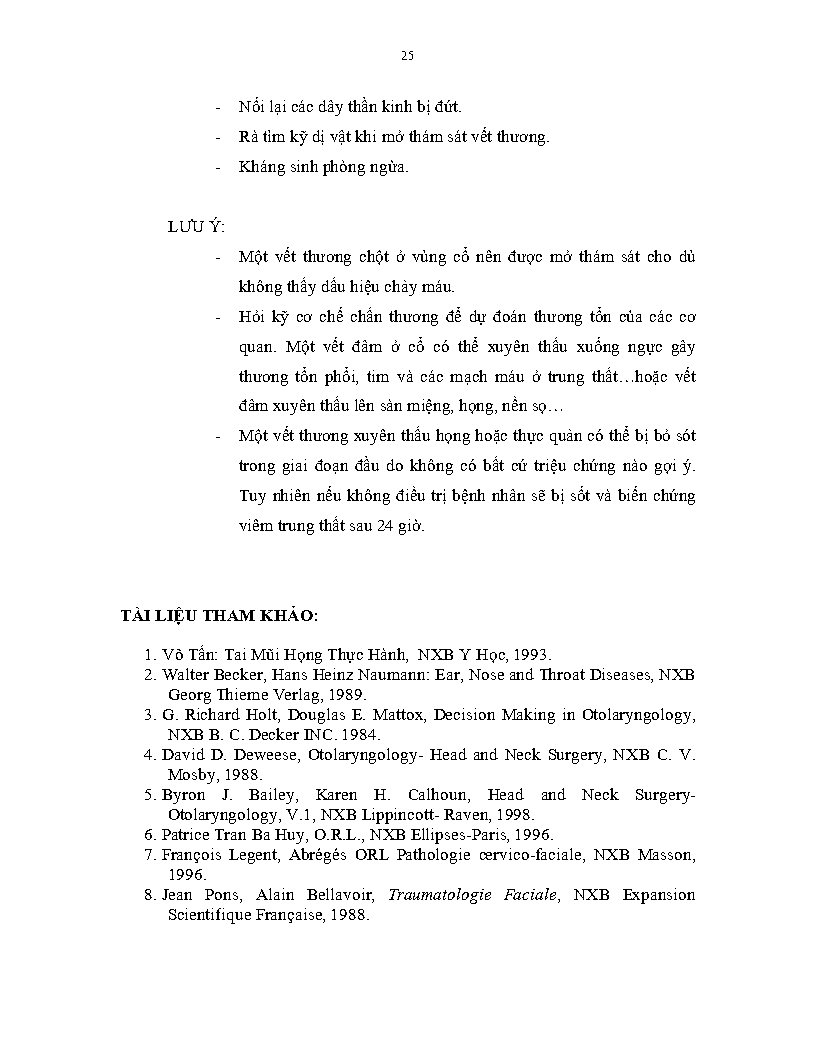 25
- Nối lại các dây thần kinh bị đứt.
- Rà tìm kỹ dị vật khi mở thám sát vết thương.
- Kháng sinh phòng ngừa.
LƯU Ý:
- Một vết thương chột ở vùng cổ nên được mở thám sát cho dù
không thấy dấu hiệu chảy máu.
- Hỏi kỹ cơ chế chấn thương để dự đoán thương tổn của các cơ
quan. Một vết đâm ở cổ có thể xuyên thấu xuống ngực gây
thương tổn phổi, tim và các mạch máu ở trung thất…hoặc vết
đâm xuyên thấu lên sàn miệng, họng, nền sọ…
- Một vết thương xuyên thấu họng hoặc thực quản có thể bị bỏ sót
trong giai đoạn đầu do không có bất cứ triệu chứng nào gợi ý.
Tuy nhiên nếu không điều trị bệnh nhân sẽ bị sốt và biến chứng
viêm trung thất sau 24 giờ.
TÀI LIỆU THAM KHẢO:
1. Võ Tấn: Tai Mũi Họng Thực Hành, NXB Y Học, 1993.
2. Walter Becker, Hans Heinz Naumann: Ear, Nose and Throat Diseases, NXB
Georg Thieme Verlag, 1989.
3. G. Richard Holt, Douglas E. Mattox, Decision Making in Otolaryngology,
NXB B. C. Decker INC. 1984.
4. David D. Deweese, Otolaryngology- Head and Neck Surgery, NXB C. V.
Mosby, 1988.
5. Byron J. Bailey, Karen H. Calhoun, Head and Neck Surgery-
Otolaryngology, V.1, NXB Lippincott- Raven, 1998.
6. Patrice Tran Ba Huy, O.R.L., NXB Ellipses-Paris, 1996.
7. François Legent, Abrégés ORL Pathologie cervico-faciale, NXB Masson,
1996.
8. Jean Pons, Alain Bellavoir, Traumatologie Faciale, NXB Expansion
Scientifique Française, 1988.